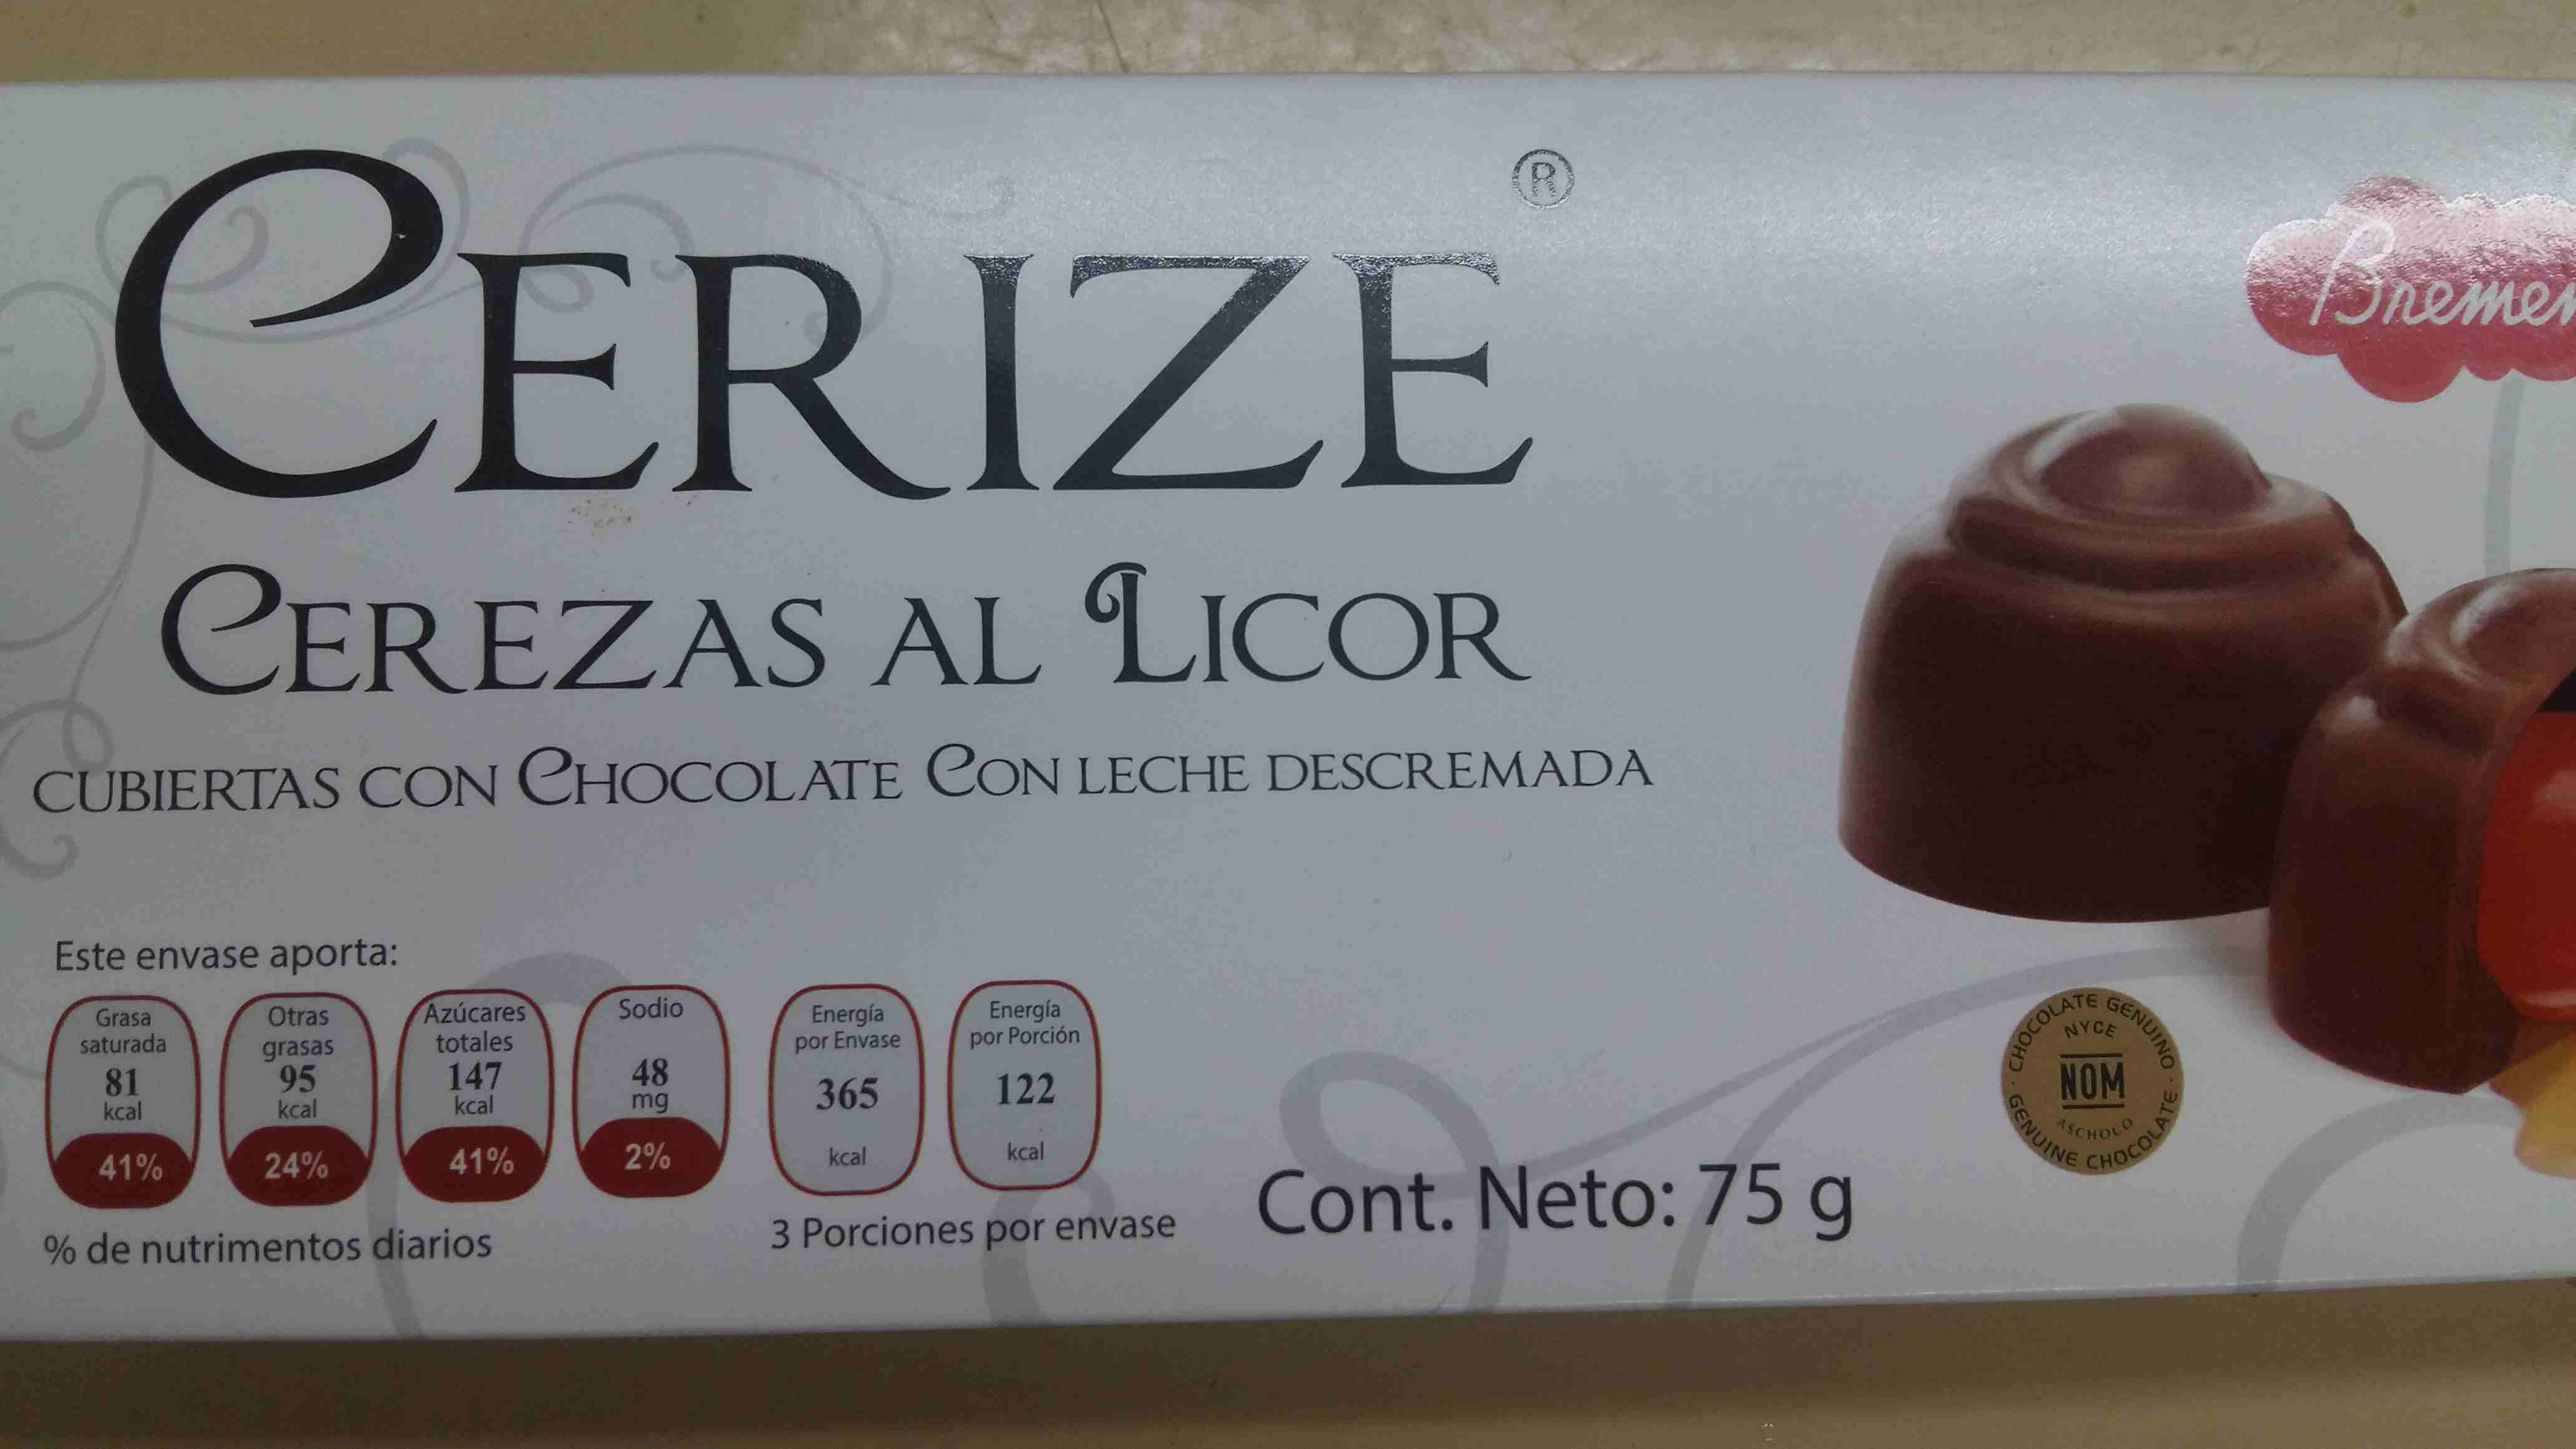 CERIZE ®
Bremen
CEREZAS AL LICOR
CUBIERTAS CON CHOCOLATE CON LECHE DESCREMADA
Este envase aporta:
Grasa saturada 81 kcal 41%
Otras grasas 95 kcal 24%
Azúcares totales 147 kcal 41%
Sodio 48 mg 2%
Energía por Envase 365 kcal
Energía por Porción 122 kcal
% de nutrimentos diarios
3 Porciones por envase
Cont. Neto: 75 g
· CHOCOLATE GENUINO ·
NYCE
NOM
ASCHOCO
GENUINE CHOCOLATE